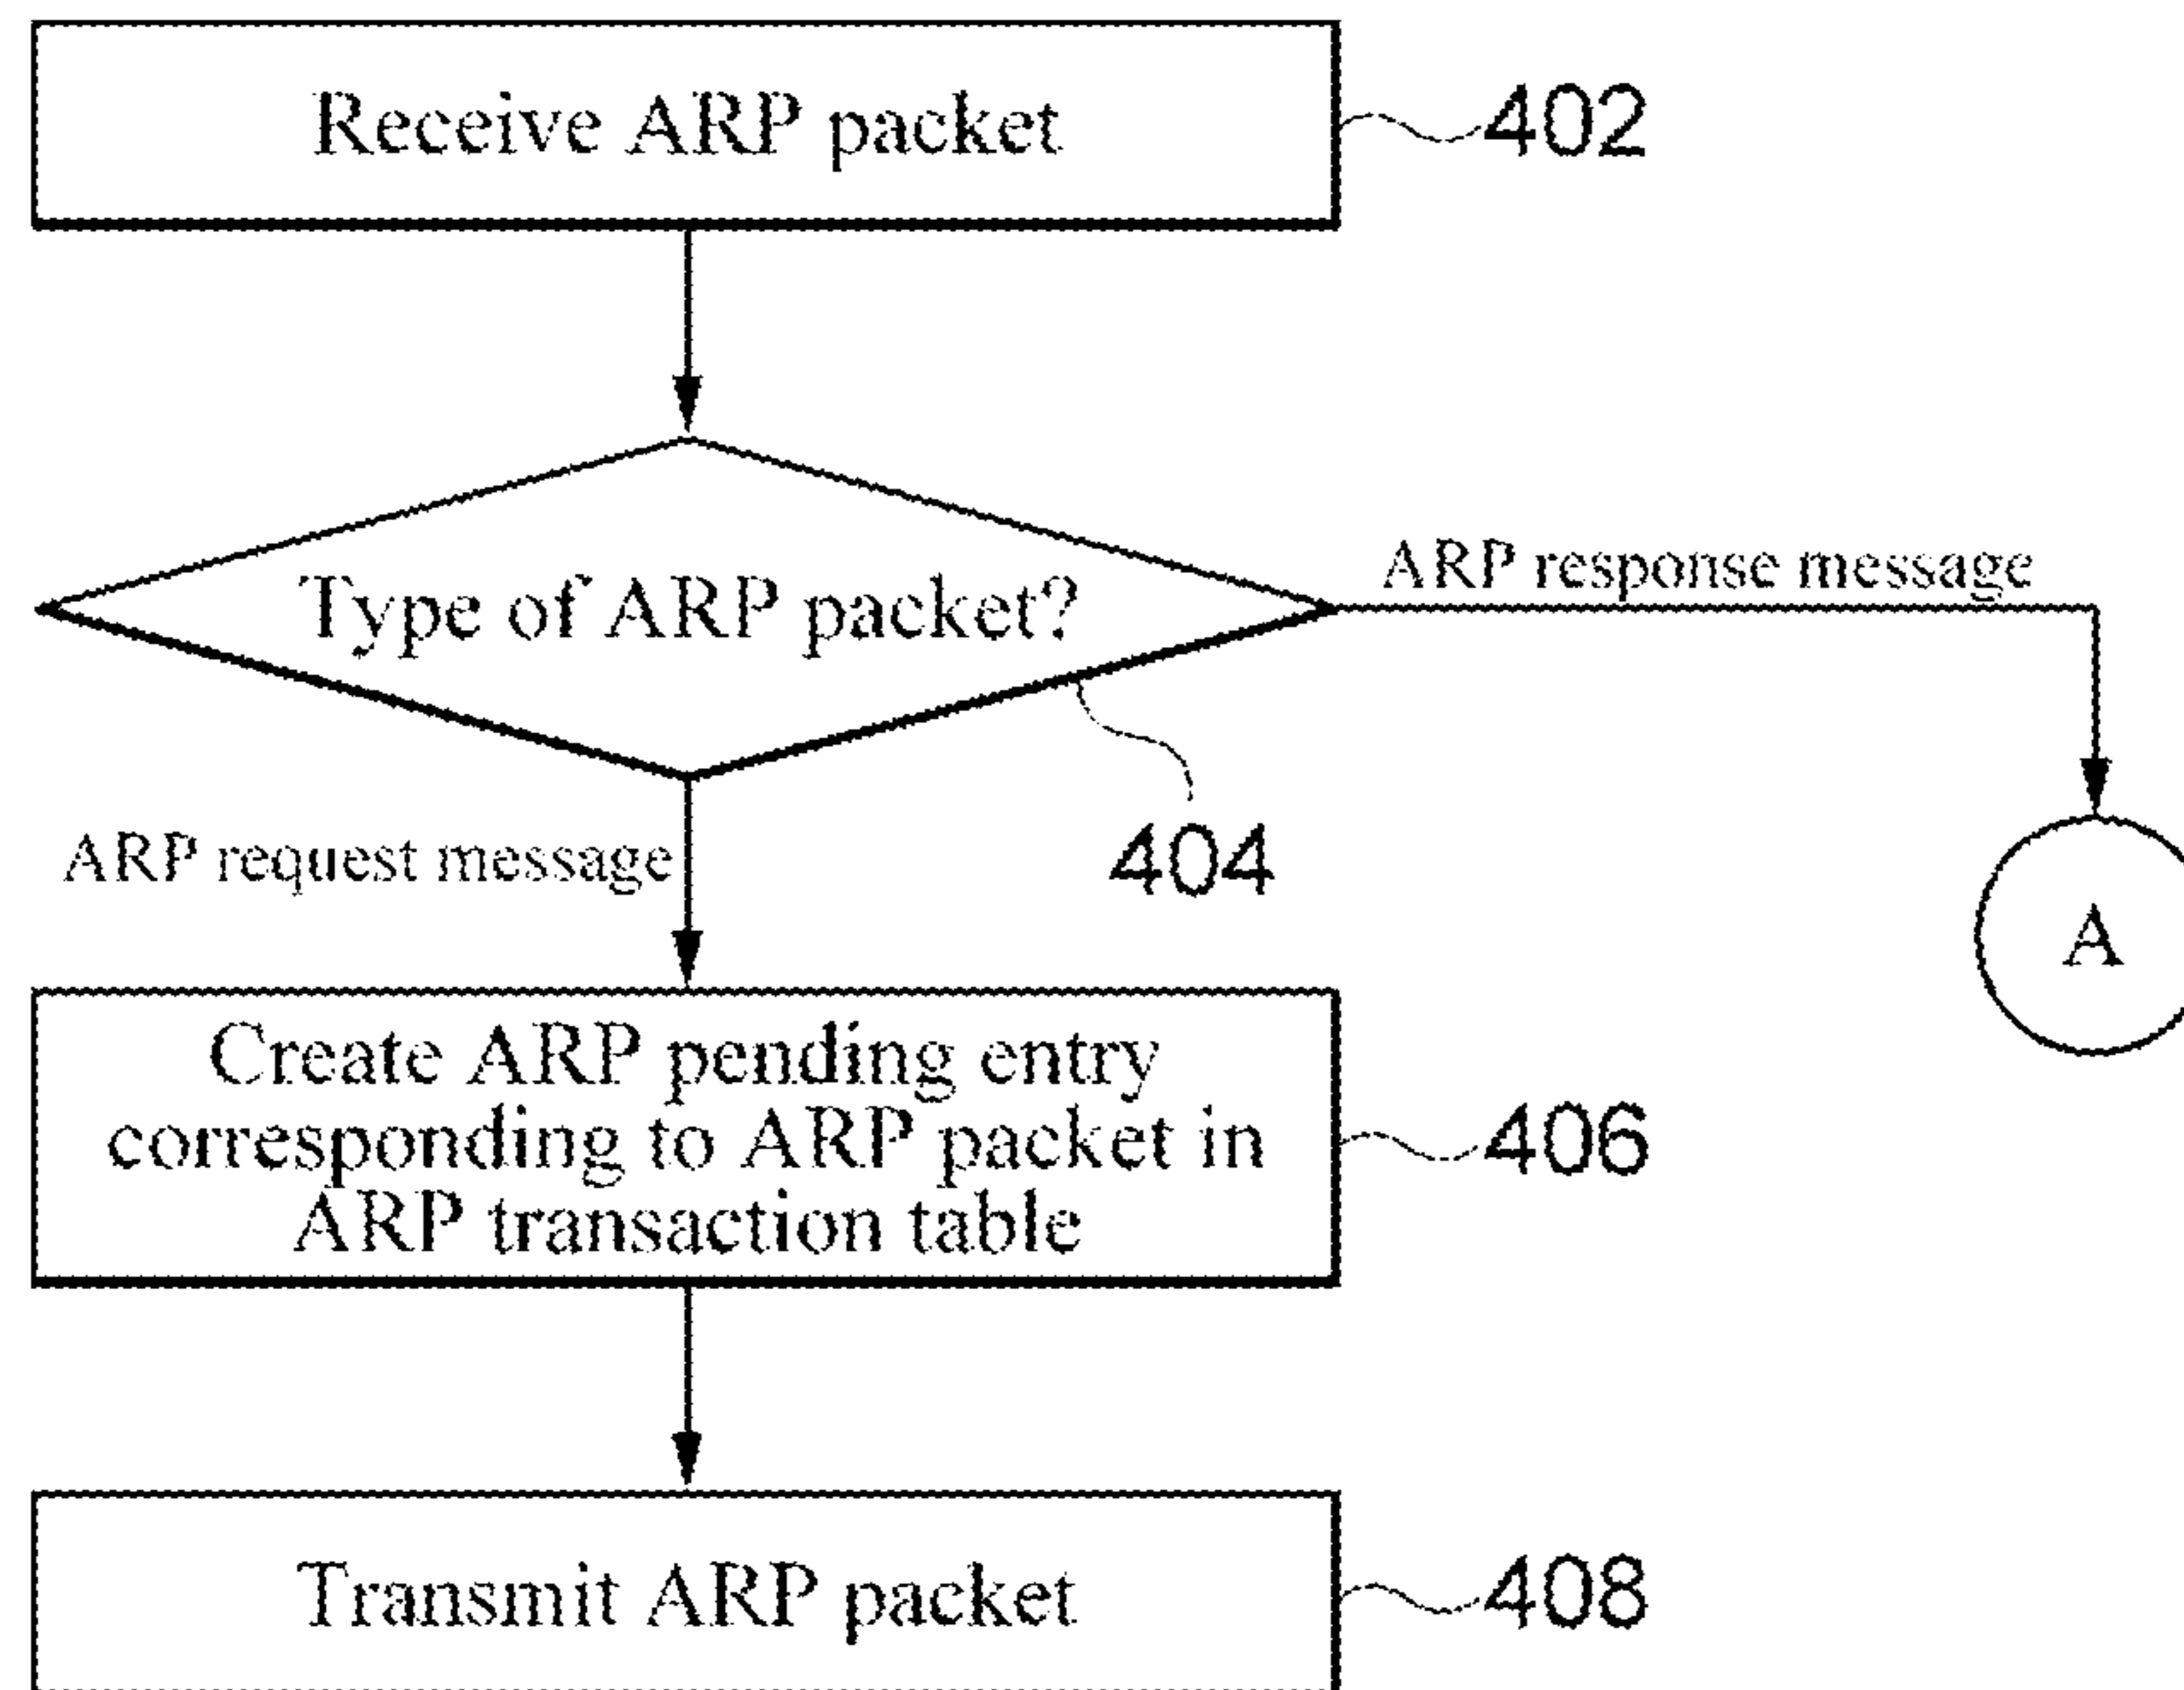 Receive ARP packet
402
Type of ARP packet?
ARP response message
404
ARP request message
A
Create ARP pending entry
corresponding to ARP packet in
ARP transaction table
406
Transmit ARP packet
408